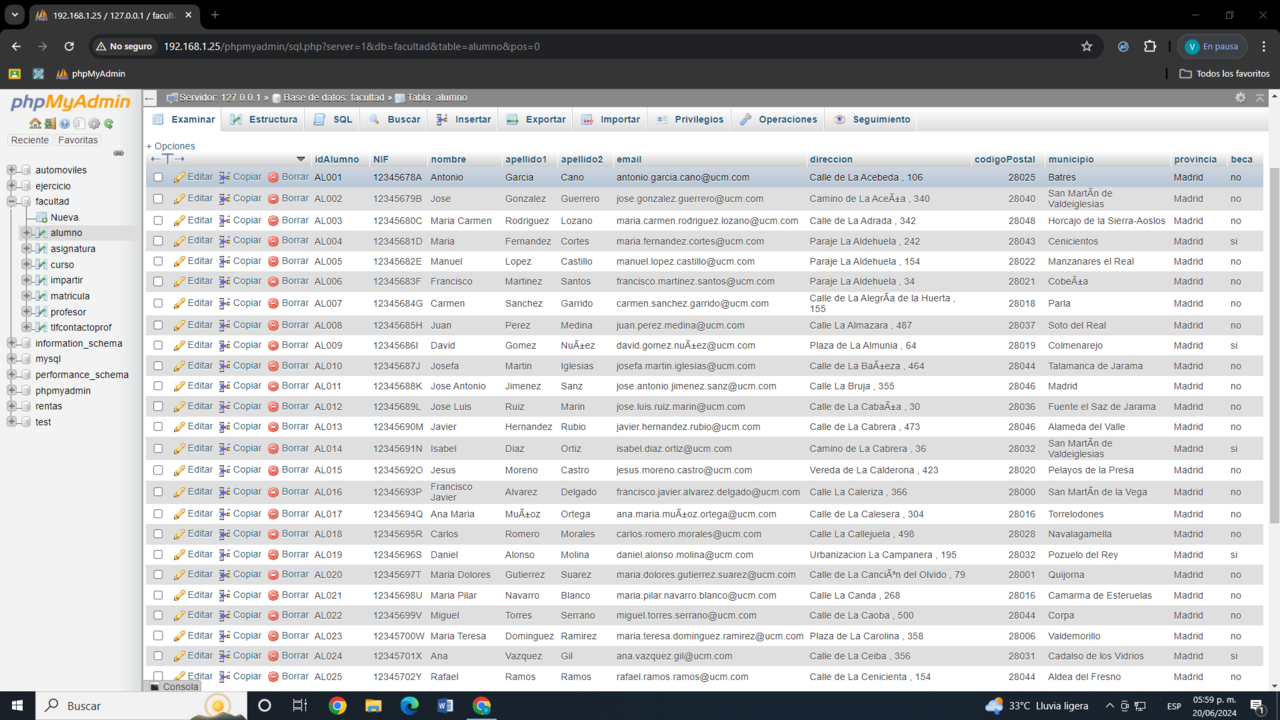 192.168.1.25 / 127.0.0.1 / facult
No seguro
192.168.1.25/phpmyadmin/sql.php?server=1&db=facultad&table=alumno&pos=0
V En pausa
phpMyAdmin
Todos los favoritos
phpMyAdmin
Reciente Favoritas
automoviles
ejercicio
facultad
Nueva
alumno
asignatura
curso
impartir
matricula
profesor
tlfcontactoprof
information_schema
mysql
performance_schema
phpmyadmin
rentas
test
Servidor: 127.0.0.1 » Base de datos: facultad » Tabla: alumno
Examinar Estructura SQL Buscar Insertar Exportar Importar Privilegios Operaciones Seguimiento
+ Opciones
←T→ idAlumno NIF nombre apellido1 apellido2 email direccion codigoPostal municipio provincia beca
Editar Copiar Borrar AL001 12345678A Antonio Garcia Cano antonio.garcia.cano@ucm.com Calle de La Acebeda , 106 28025 Batres Madrid no
Editar Copiar Borrar AL002 12345679B Jose Gonzalez Guerrero jose.gonzalez.guerrero@ucm.com Camino de La AceÃ±a , 340 28040 San MartÃ­n de Valdeiglesias Madrid no
Editar Copiar Borrar AL003 12345680C Maria Carmen Rodriguez Lozano maria.carmen.rodriguez.lozano@ucm.com Calle de La Adrada , 342 28048 Horcajo de la Sierra-Aoslos Madrid no
Editar Copiar Borrar AL004 12345681D Maria Fernandez Cortes maria.fernandez.cortes@ucm.com Paraje La Aldehuela , 242 28043 Cenicientos Madrid si
Editar Copiar Borrar AL005 12345682E Manuel Lopez Castillo manuel.lopez.castillo@ucm.com Paraje La Aldehuela , 154 28022 Manzanares el Real Madrid no
Editar Copiar Borrar AL006 12345683F Francisco Martinez Santos francisco.martinez.santos@ucm.com Paraje La Aldehuela , 34 28021 CobeÃ±a Madrid no
Editar Copiar Borrar AL007 12345684G Carmen Sanchez Garrido carmen.sanchez.garrido@ucm.com Calle de La AlegrÃ­a de la Huerta , 155 28018 Parla Madrid no
Editar Copiar Borrar AL008 12345685H Juan Perez Medina juan.perez.medina@ucm.com Calle La Almazara , 487 28037 Soto del Real Madrid no
Editar Copiar Borrar AL009 12345686I David Gomez NuÃ±ez david.gomez.nuÃ±ez@ucm.com Plaza de La Almunia , 64 28019 Colmenarejo Madrid si
Editar Copiar Borrar AL010 12345687J Josefa Martin Iglesias josefa.martin.iglesias@ucm.com Calle de La BaÃ±eza , 464 28044 Talamanca de Jarama Madrid no
Editar Copiar Borrar AL011 12345688K Jose Antonio Jimenez Sanz jose.antonio.jimenez.sanz@ucm.com Calle La Bruja , 355 28046 Madrid Madrid no
Editar Copiar Borrar AL012 12345689L Jose Luis Ruiz Marin jose.luis.ruiz.marin@ucm.com Calle de La CabaÃ±a , 30 28036 Fuente el Saz de Jarama Madrid no
Editar Copiar Borrar AL013 12345690M Javier Hernandez Rubio javier.hernandez.rubio@ucm.com Calle de La Cabrera , 473 28046 Alameda del Valle Madrid no
Editar Copiar Borrar AL014 12345691N Isabel Diaz Ortiz isabel.diaz.ortiz@ucm.com Camino de La Cabrera , 36 28000 San MartÃ­n de Valdeiglesias Madrid si
Editar Copiar Borrar AL015 12345692O Jesus Moreno Castro jesus.moreno.castro@ucm.com Vereda de La Calderona , 423 28020 Pelayos de la Presa Madrid no
Editar Copiar Borrar AL016 12345693P Francisco Javier Alvarez Delgado francisco.javier.alvarez.delgado@ucm.com Calle La Caleriza , 366 28000 San MartÃ­n de la Vega Madrid no
Editar Copiar Borrar AL017 12345694Q Ana Maria MuÃ±oz Ortega ana.maria.muÃ±oz.ortega@ucm.com Calle de La Calesera , 304 28016 Torrelodones Madrid no
Editar Copiar Borrar AL018 12345695R Carlos Romero Morales carlos.romero.morales@ucm.com Calle La Callejuela , 498 28028 Navalagamella Madrid no
Editar Copiar Borrar AL019 12345696S Daniel Alonso Molina daniel.alonso.molina@ucm.com Urbanizacion La Campanera , 195 28032 Pozuelo del Rey Madrid si
Editar Copiar Borrar AL020 12345697T Maria Dolores Gutierrez Suarez maria.dolores.gutierrez.suarez@ucm.com Calle de La CanciÃªn del Olvido , 79 28001 Quijorna Madrid no
Editar Copiar Borrar AL021 12345698U Maria Pilar Navarro Blanco maria.pilar.navarro.blanco@ucm.com Calle La Canda , 268 28016 Camarma de Esteruelas Madrid no
Editar Copiar Borrar AL022 12345699V Miguel Torres Serrano miguel.torres.serrano@ucm.com Calle de La Caoba , 500 28044 Corpa Madrid no
Editar Copiar Borrar AL023 12345700W Maria Teresa Dominguez Ramirez maria.teresa.dominguez.ramirez@ucm.com Plaza de La Carolina , 358 28006 Valdemorillo Madrid no
Editar Copiar Borrar AL024 12345701X Ana Vazquez Gil ana.vazquez.gil@ucm.com Calle de La Ceiba , 356 28031 Cadalso de los Vidrios Madrid si
Editar Copiar Borrar AL025 12345702Y Rafael Ramos Ramos rafael.ramos.ramos@ucm.com Calle de La Cenicienta , 154 28044 Aldea del Fresno Madrid no
Consola
Buscar
33°C Lluvia ligera
ESP
05:59 p. m.
20/06/2024
1